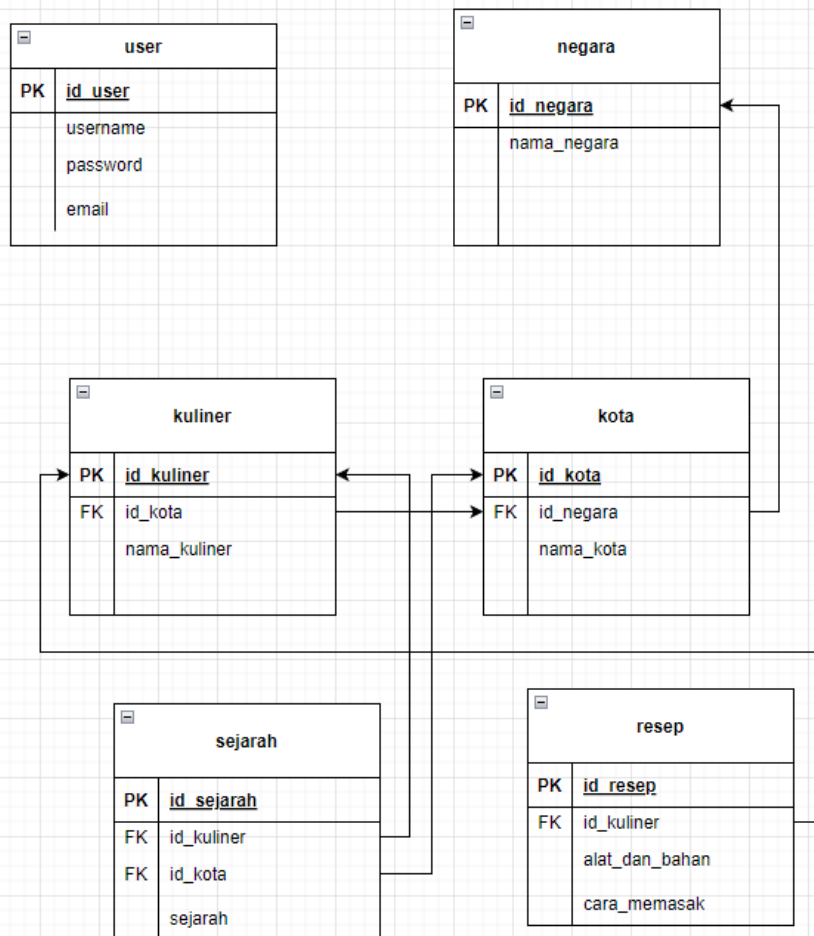 user
PK id_user
username
password
email
negara
PK id_negara
nama_negara
kuliner
PK id_kuliner
FK id_kota
nama_kuliner
kota
PK id_kota
FK id_negara
nama_kota
sejarah
PK id_sejarah
FK id_kuliner
FK id_kota
sejarah
resep
PK id_resep
FK id_kuliner
alat_dan_bahan
cara_memasak